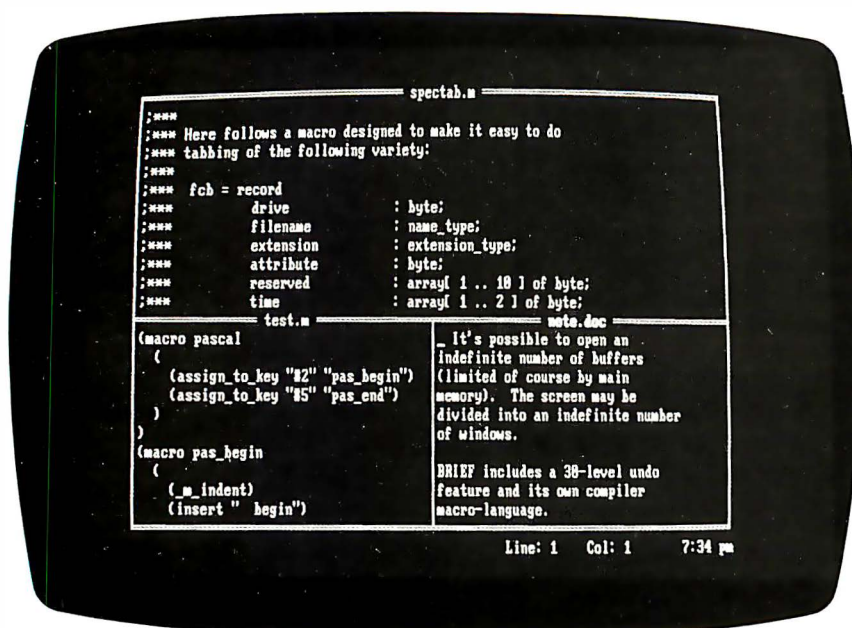 spectab.m
;***
;*** Here follows a macro designed to make it easy to do
;*** tabbing of the following variety:
;***
;*** fcb = record
;*** drive : byte;
;*** filename : name_type;
;*** extension : extension_type;
;*** attribute : byte;
;*** reserved : array[ 1 .. 10 ] of byte;
;*** time : array[ 1 .. 2 ] of byte;
test.m
(macro pascal
(
(assign_to_key "#2" "pas_begin")
(assign_to_key "#5" "pas_end")
)
)
(macro pas_begin
(
(_m_indent)
(insert " begin")
note.doc
_ It's possible to open an
indefinite number of buffers
(limited of course by main
memory). The screen may be
divided into an indefinite number
of windows.
BRIEF includes a 30-level undo
feature and its own compiler
macro-language.
Line: 1 Col: 1 7:34 pm